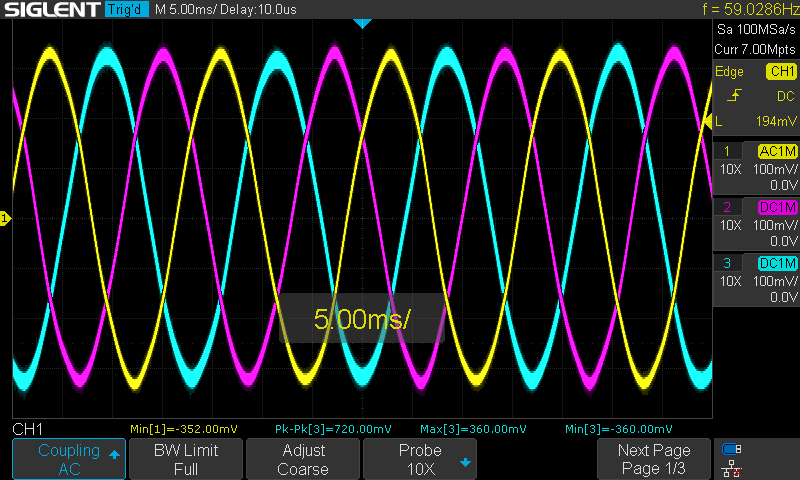 SIGLENT Trig'd M 5.00ms/ Delay:10.0us f = 59.0286Hz
Sa 100MSa/s
Curr 7.00Mpts
Edge CH1
DC
L 194mV
1 AC1M
10X 100mV/
0.0V
2 DC1M
10X 100mV/
0.0V
3 DC1M
10X 100mV/
0.0V
1
5.00ms/
CH1 Min[1]=-352.00mV Pk-Pk[3]=720.00mV Max[3]=360.00mV Min[3]=-360.00mV
Coupling
AC
BW Limit
Full
Adjust
Coarse
Probe
10X
Next Page
Page 1/3